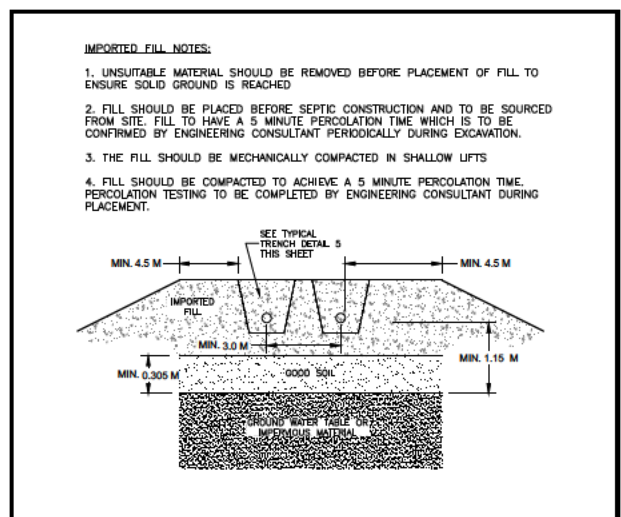 IMPORTED FILL NOTES:
1. UNSUITABLE MATERIAL SHOULD BE REMOVED BEFORE PLACEMENT OF FILL TO
ENSURE SOLID GROUND IS REACHED
2. FILL SHOULD BE PLACED BEFORE SEPTIC CONSTRUCTION AND TO BE SOURCED
FROM SITE. FILL TO HAVE A 5 MINUTE PERCOLATION TIME WHICH IS TO BE
CONFIRMED BY ENGINEERING CONSULTANT PERIODICALLY DURING EXCAVATION.
3. THE FILL SHOULD BE MECHANICALLY COMPACTED IN SHALLOW LIFTS
4. FILL SHOULD BE COMPACTED TO ACHIEVE A 5 MINUTE PERCOLATION TIME.
PERCOLATION TESTING TO BE COMPLETED BY ENGINEERING CONSULTANT DURING
PLACEMENT.
SEE TYPICAL
TRENCH DETAIL 5
THIS SHEET
MIN. 4.5 M
MIN. 4.5 M
IMPORTED
FILL
MIN. 3.0 M
MIN. 1.15 M
MIN. 0.305 M
GOOD SOIL
GROUND WATER TABLE OR
IMPERVIOUS MATERIAL